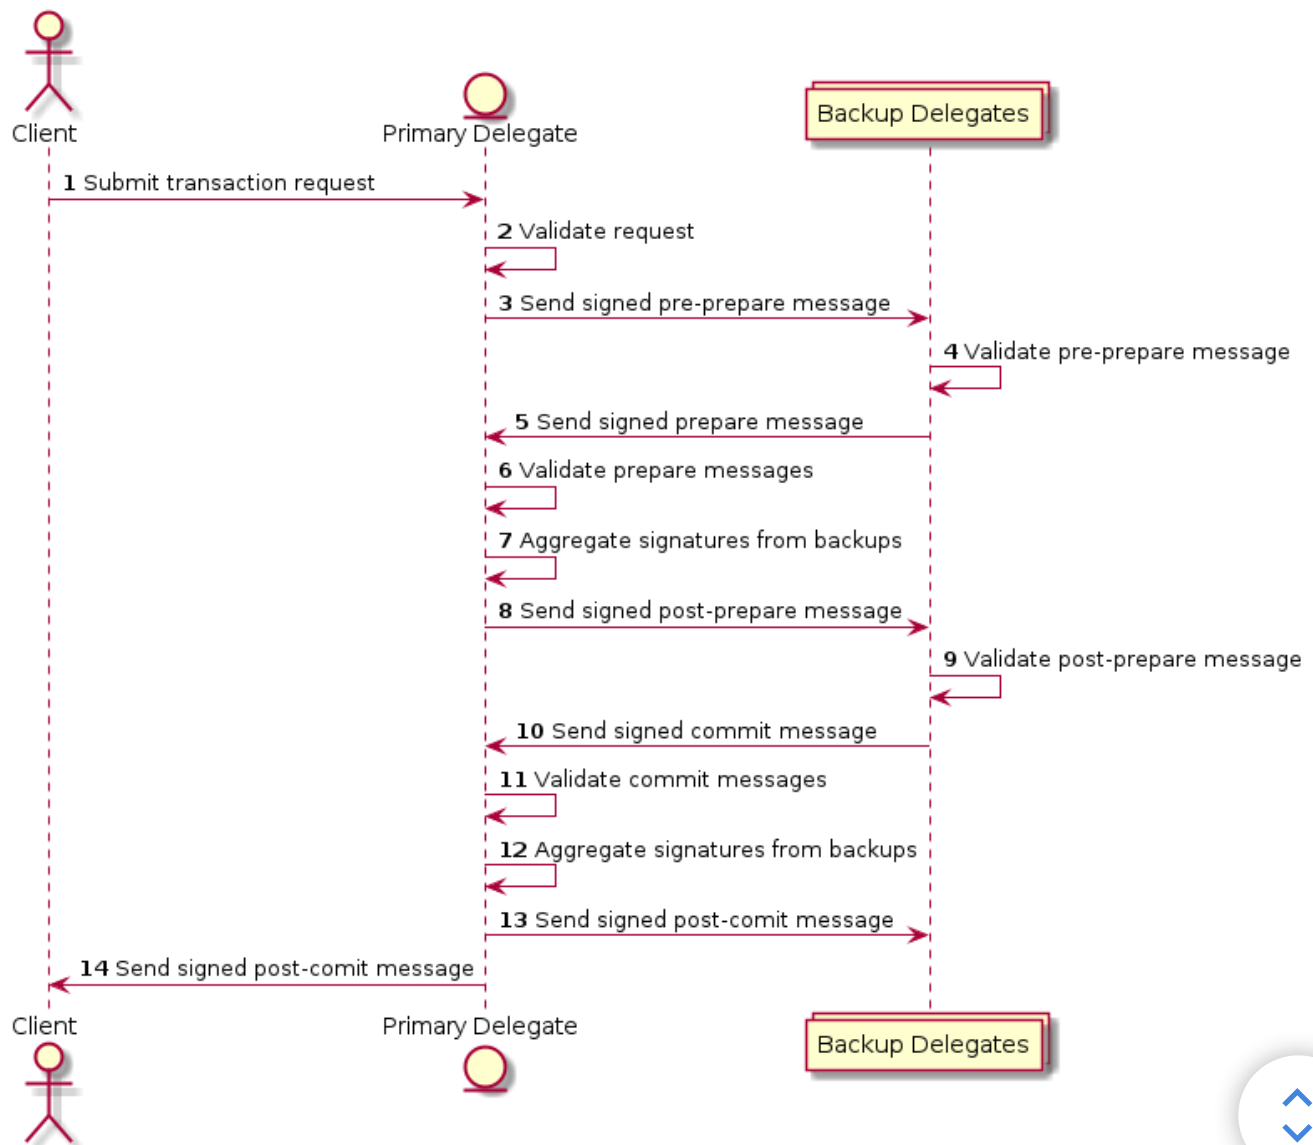 Client
Primary Delegate
Backup Delegates
1 Submit transaction request
2 Validate request
3 Send signed pre-prepare message
4 Validate pre-prepare message
5 Send signed prepare message
6 Validate prepare messages
7 Aggregate signatures from backups
8 Send signed post-prepare message
9 Validate post-prepare message
10 Send signed commit message
11 Validate commit messages
12 Aggregate signatures from backups
13 Send signed post-comit message
14 Send signed post-comit message
Client
Primary Delegate
Backup Delegates